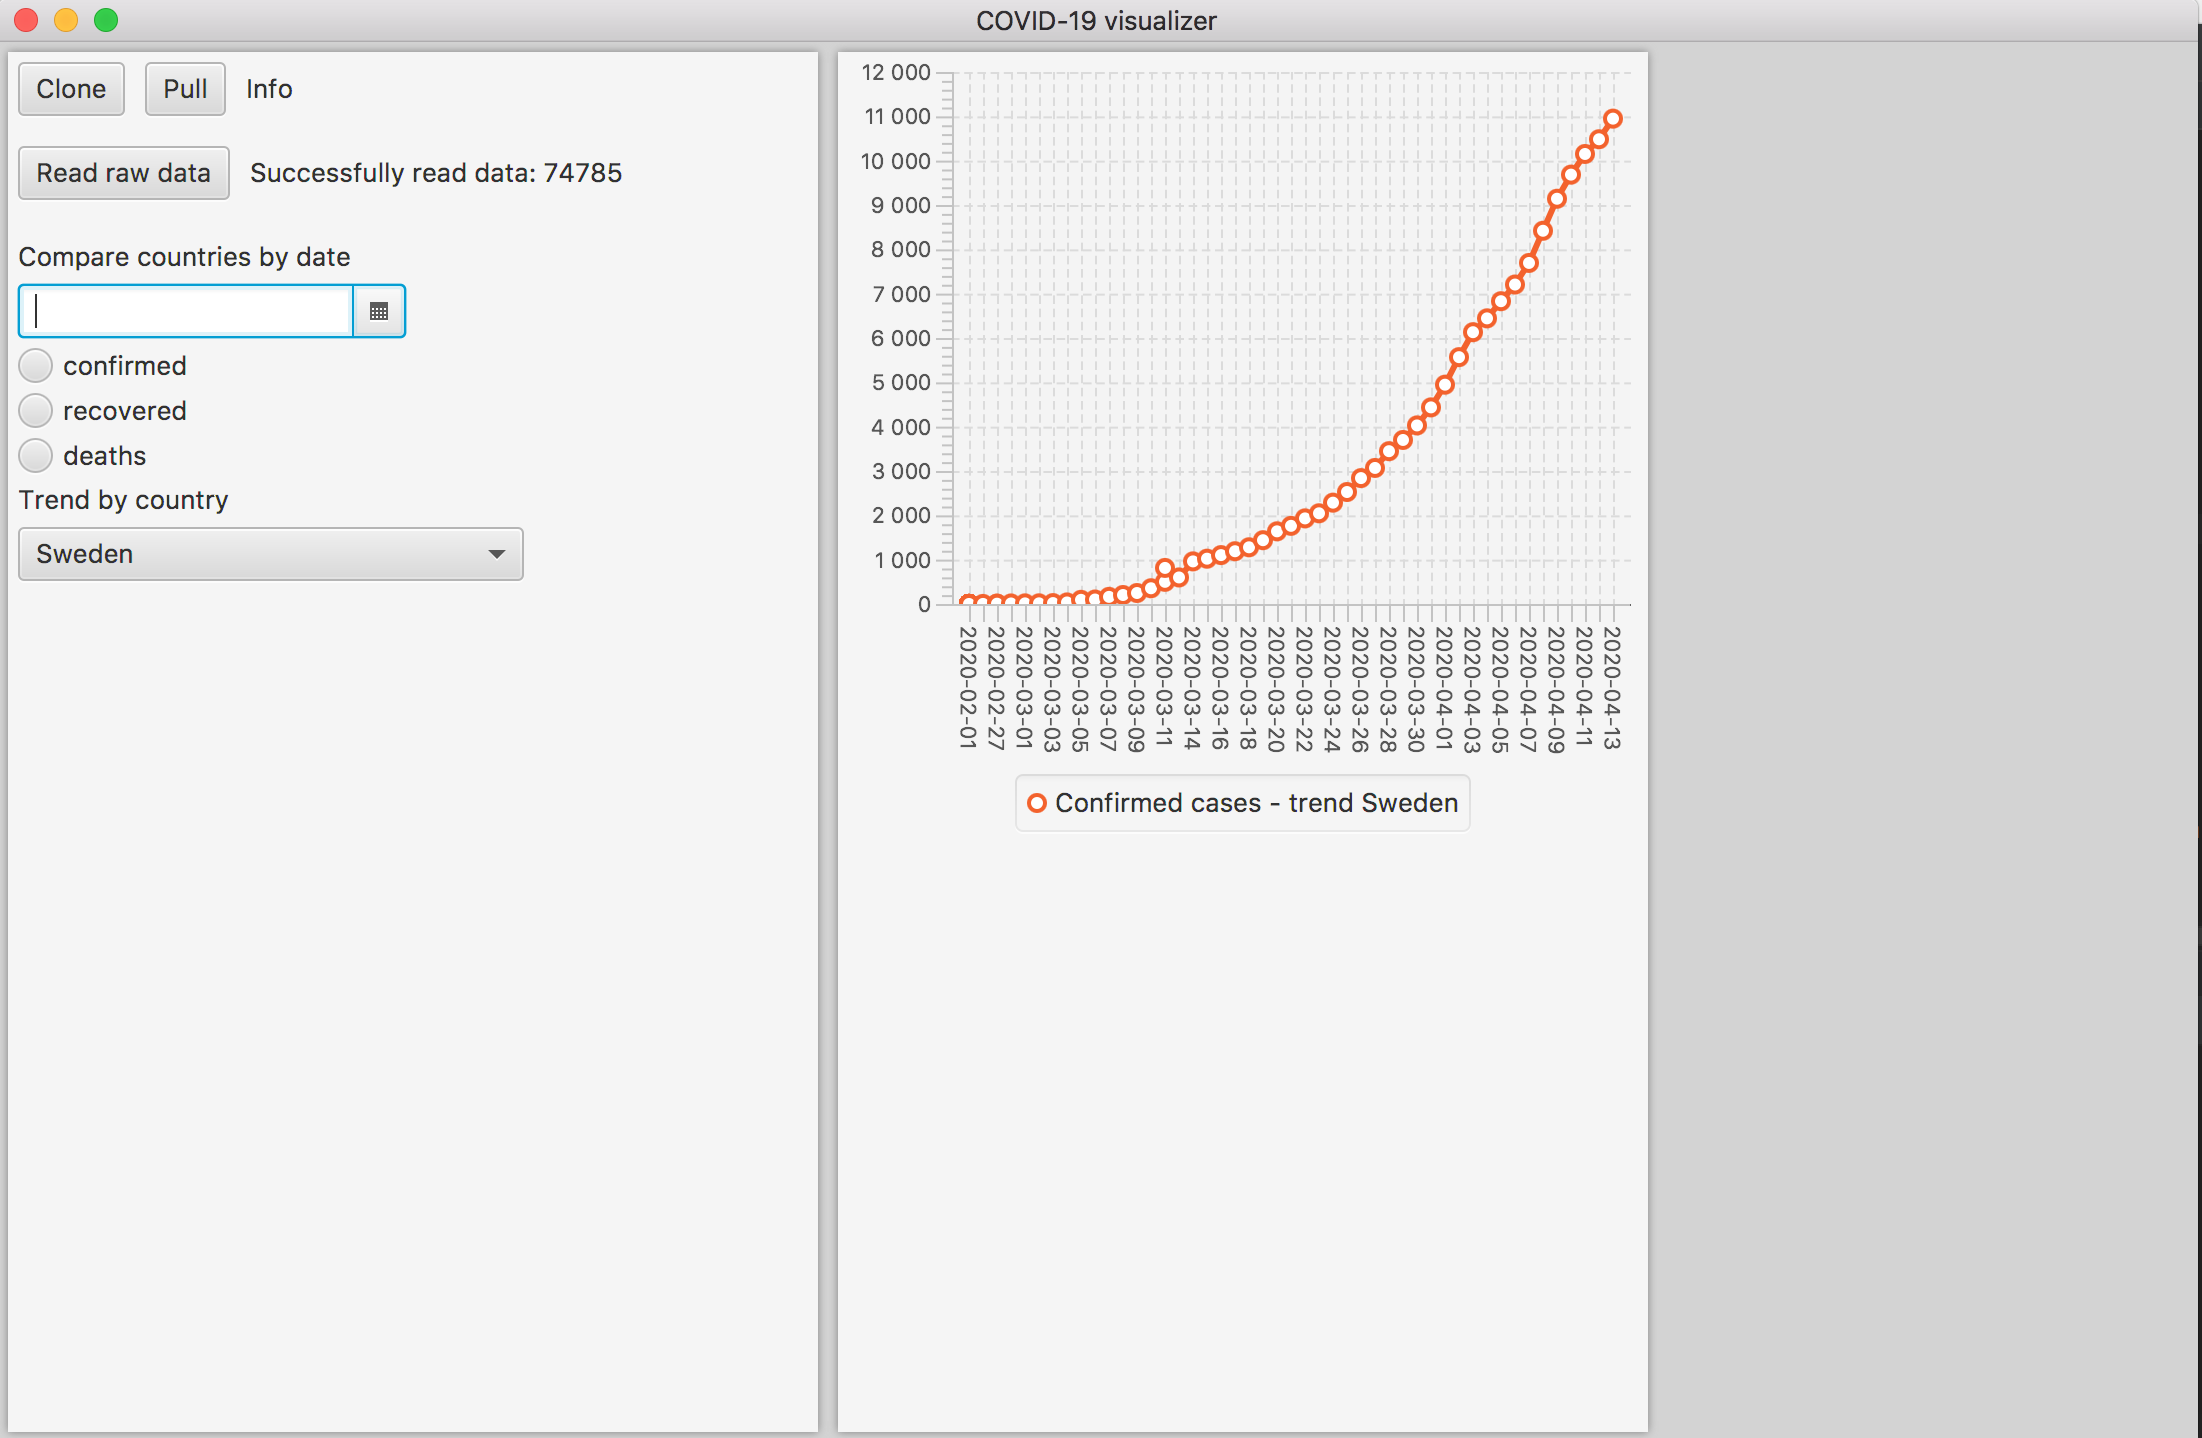 COVID-19 visualizer
Clone
Pull
Info
Read raw data
Successfully read data: 74785
Compare countries by date
confirmed
recovered
deaths
Trend by country
Sweden
12 000
11 000
10 000
9 000
8 000
7 000
6 000
5 000
4 000
3 000
2 000
1 000
0
2020-02-01
2020-02-27
2020-03-01
2020-03-03
2020-03-05
2020-03-07
2020-03-09
2020-03-11
2020-03-14
2020-03-16
2020-03-18
2020-03-20
2020-03-22
2020-03-24
2020-03-26
2020-03-28
2020-03-30
2020-04-01
2020-04-03
2020-04-05
2020-04-07
2020-04-09
2020-04-11
2020-04-13
Confirmed cases - trend Sweden